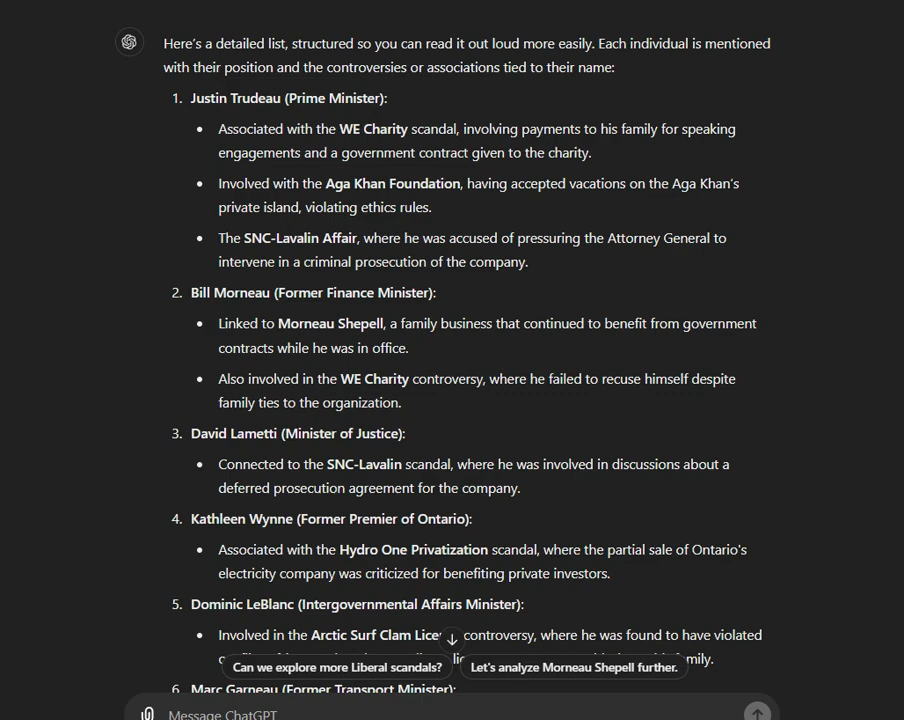 Here's a detailed list, structured so you can read it out loud more easily. Each individual is mentioned
with their position and the controversies or associations tied to their name:
1. Justin Trudeau (Prime Minister):
• Associated with the WE Charity scandal, involving payments to his family for speaking
engagements and a government contract given to the charity.
• Involved with the Aga Khan Foundation, having accepted vacations on the Aga Khan's
private island, violating ethics rules.
• The SNC-Lavalin Affair, where he was accused of pressuring the Attorney General to
intervene in a criminal prosecution of the company.
2. Bill Morneau (Former Finance Minister):
• Linked to Morneau Shepell, a family business that continued to benefit from government
contracts while he was in office.
• Also involved in the WE Charity controversy, where he failed to recuse himself despite
family ties to the organization.
3. David Lametti (Minister of Justice):
• Connected to the SNC-Lavalin scandal, where he was involved in discussions about a
deferred prosecution agreement for the company.
4. Kathleen Wynne (Former Premier of Ontario):
• Associated with the Hydro One Privatization scandal, where the partial sale of Ontario's
electricity company was criticized for benefiting private investors.
5. Dominic LeBlanc (Intergovernmental Affairs Minister):
• Involved in the Arctic Surf Clam controversy, where he was found to have violated
Can we explore more Liberal scandals? Let's analyze Morneau Shepell further.
6. Marc Garneau (Former Transport Minister):
Message ChatGPT